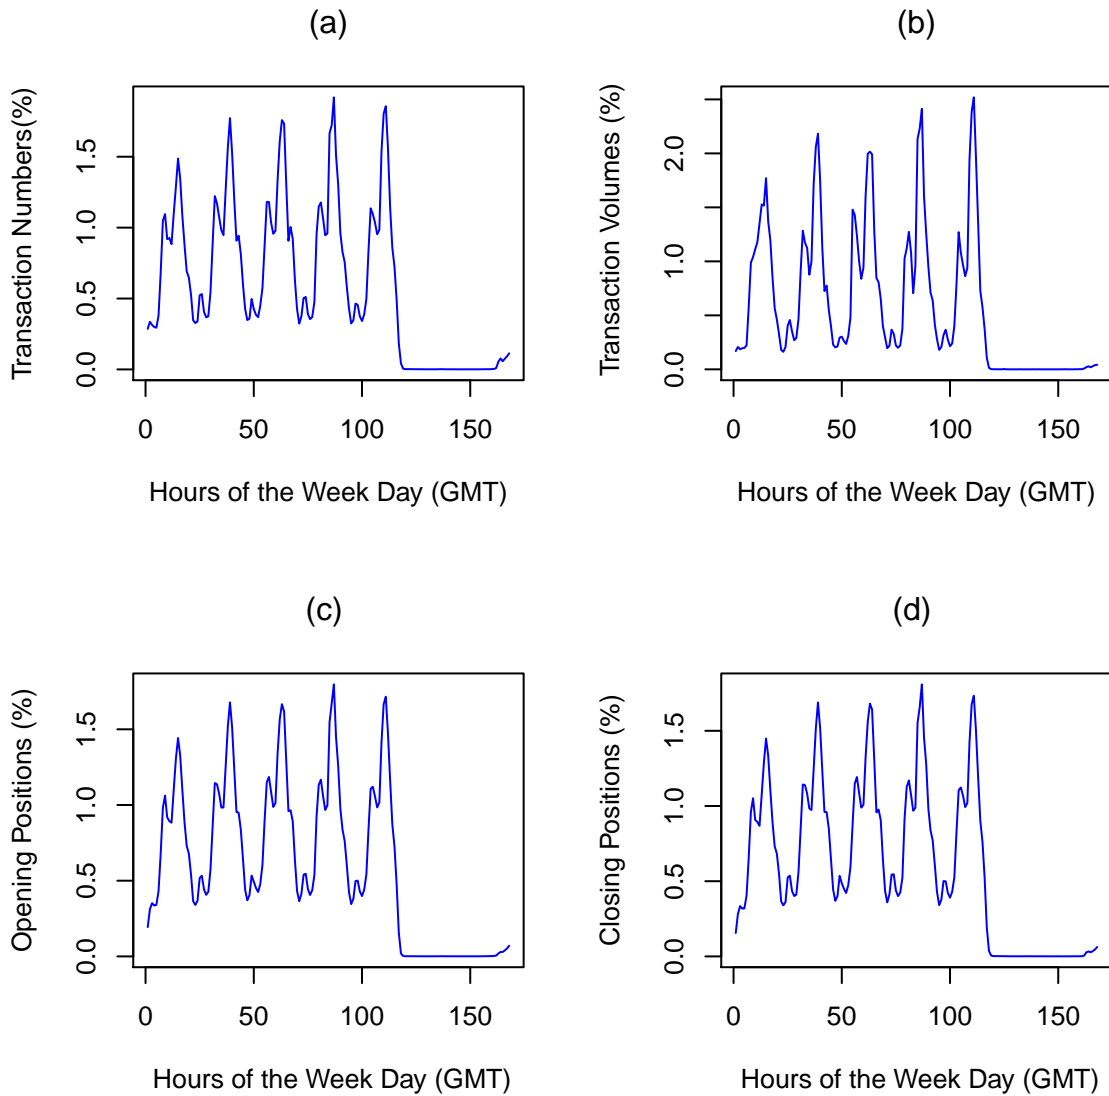 (a)
Transaction Numbers(%)
0.0 0.5 1.0 1.5
0 50 100 150
Hours of the Week Day (GMT)
(b)
Transaction Volumes (%)
0.0 1.0 2.0
0 50 100 150
Hours of the Week Day (GMT)
(c)
Opening Positions (%)
0.0 0.5 1.0 1.5
0 50 100 150
Hours of the Week Day (GMT)
(d)
Closing Positions (%)
0.0 0.5 1.0 1.5
0 50 100 150
Hours of the Week Day (GMT)